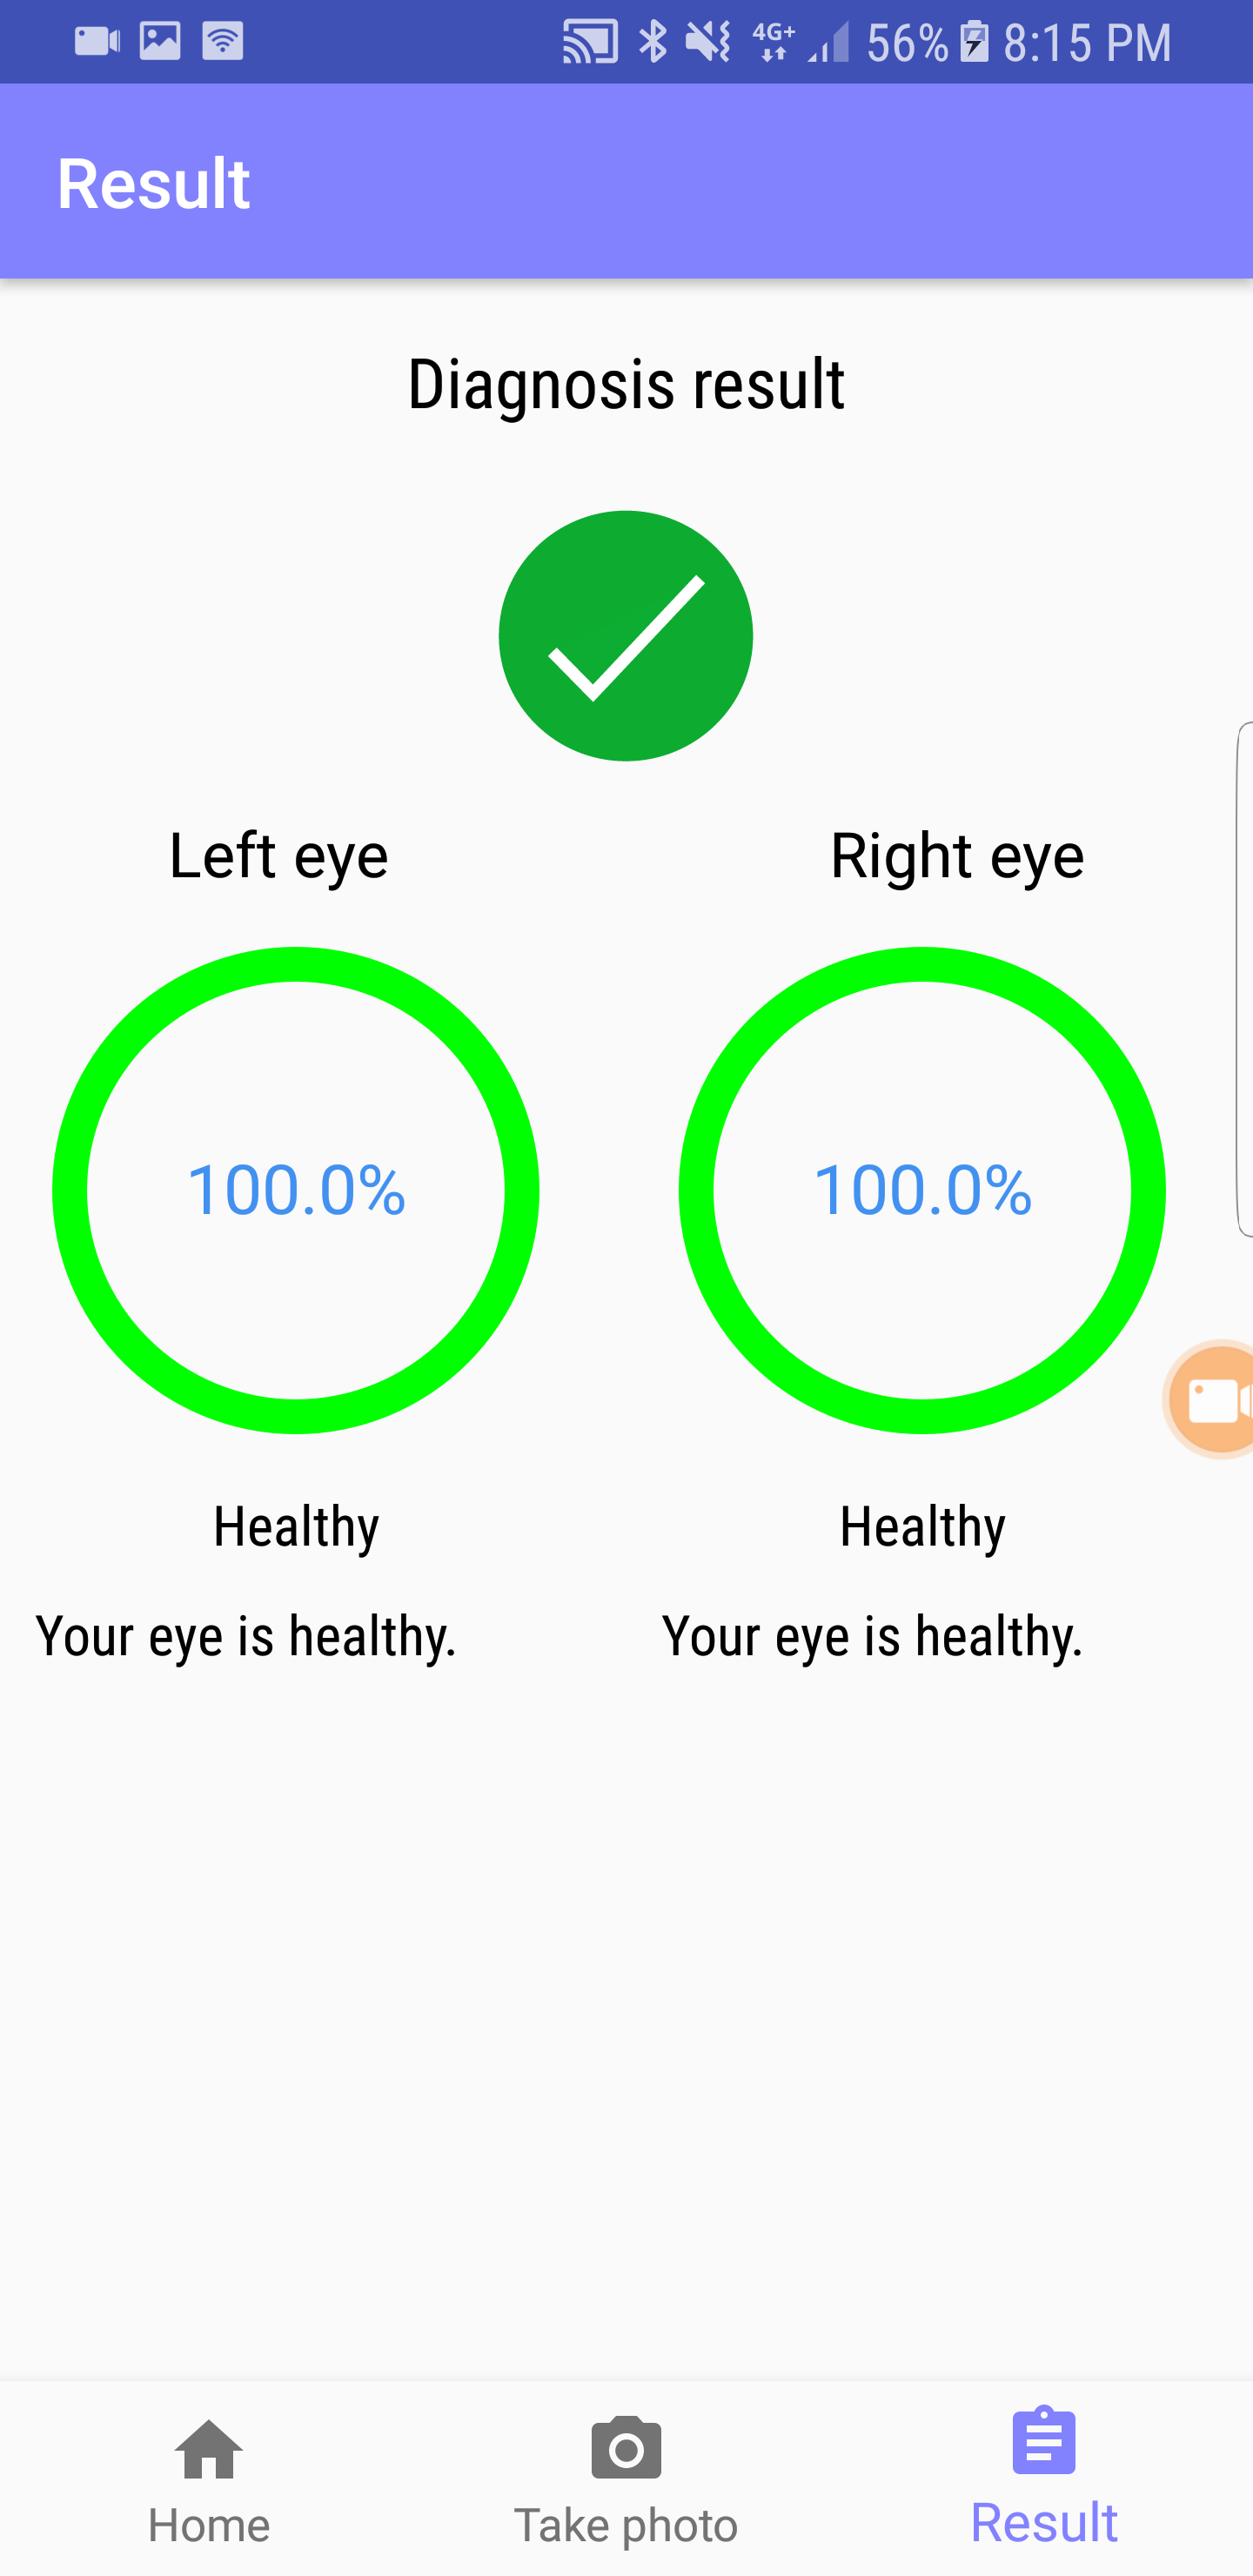 4G+ 56% 8:15 PM
Result
Diagnosis result
Left eye Right eye
100.0% 100.0%
Healthy Healthy
Your eye is healthy. Your eye is healthy.
Home Take photo Result